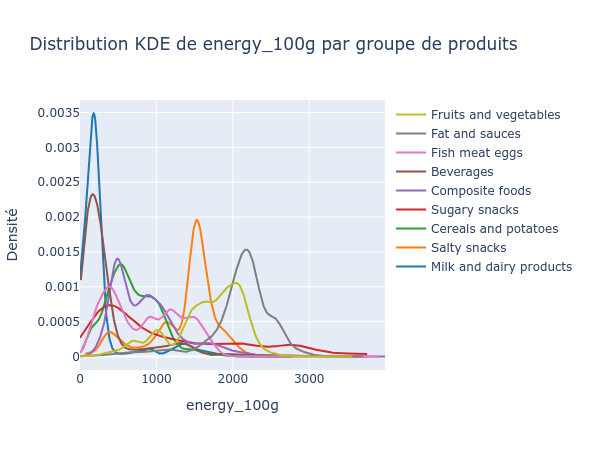 Distribution KDE de energy_100g par groupe de produits
Densité
0.0035
0.003
0.0025
0.002
0.0015
0.001
0.0005
0
0
1000
2000
3000
energy_100g
Fruits and vegetables
Fat and sauces
Fish meat eggs
Beverages
Composite foods
Sugary snacks
Cereals and potatoes
Salty snacks
Milk and dairy products